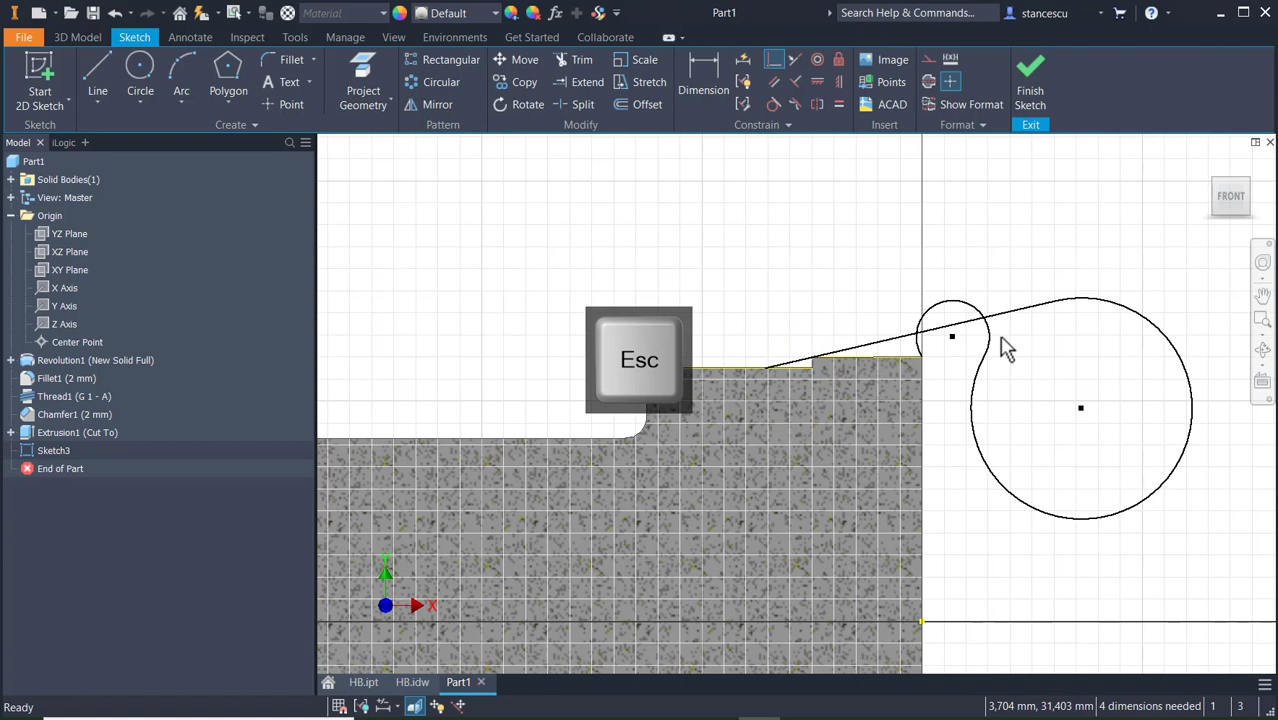 Material
Default
Part1
Search Help & Commands...
stancescu
File
3D Model
Sketch
Annotate
Inspect
Tools
Manage
View
Environments
Get Started
Collaborate
Start
2D Sketch
Line
Circle
Arc
Polygon
Fillet
Text
Point
Project
Geometry
Rectangular
Circular
Mirror
Move
Copy
Rotate
Trim
Extend
Split
Scale
Stretch
Offset
Dimension
Image
Points
ACAD
Show Format
Finish
Sketch
Sketch
Create
Pattern
Modify
Constrain
Insert
Format
Exit
Model
iLogic
Part1
Solid Bodies(1)
View: Master
Origin
YZ Plane
XZ Plane
XY Plane
X Axis
Y Axis
Z Axis
Center Point
Revolution1 (New Solid Full)
Fillet1 (2 mm)
Thread1 (G 1 - A)
Chamfer1 (2 mm)
Extrusion1 (Cut To)
Sketch3
End of Part
FRONT
Esc
Y
X
HB.ipt
HB.idw
Part1
Ready
3,704 mm, 31,403 mm
4 dimensions needed
1
3